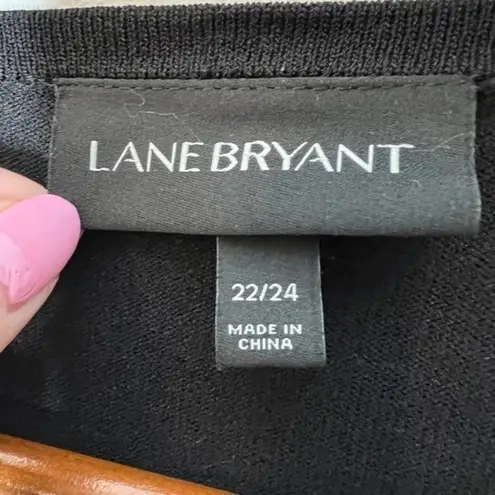 LANE BRYANT
22/24
MADE IN
CHINA